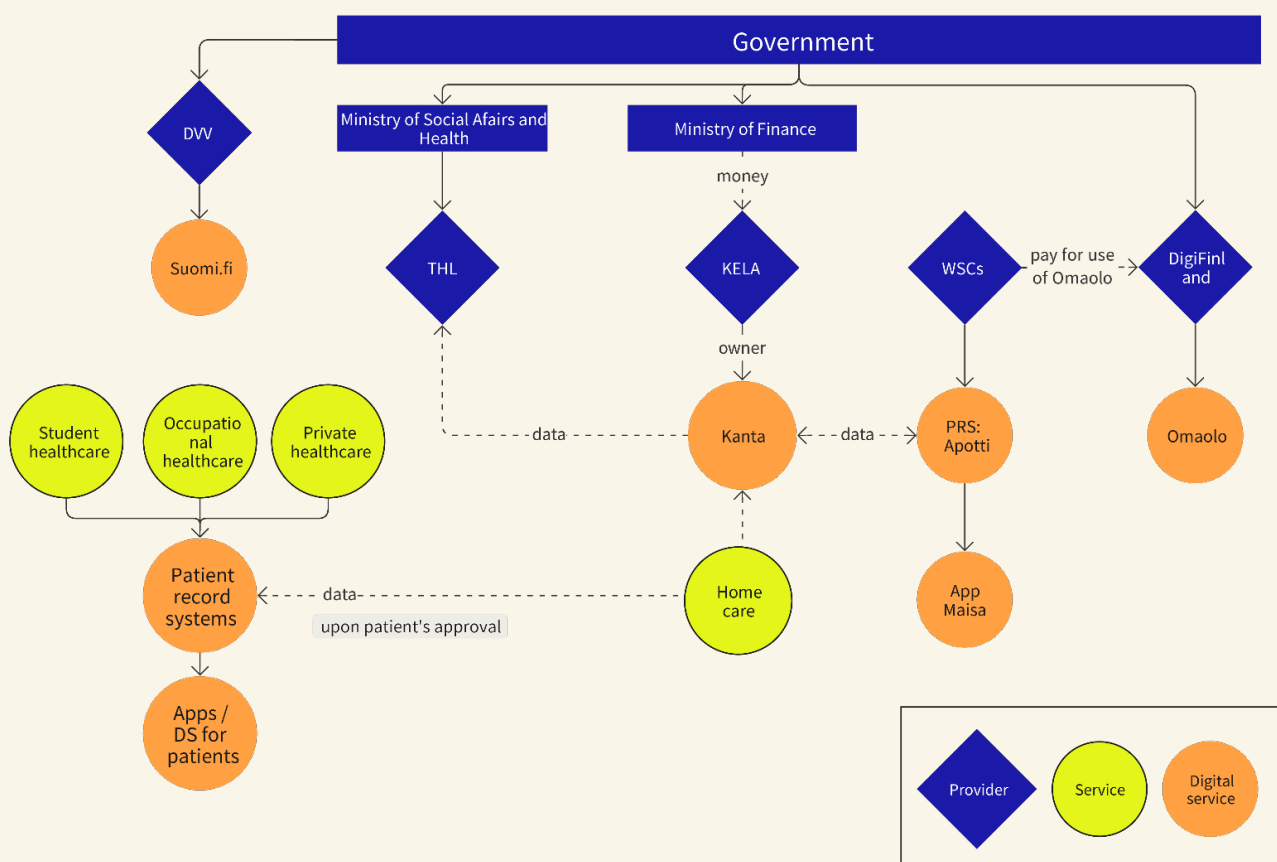 Government
DVV
Ministry of Social Afairs and
Health
Ministry of Finance
money
Suomi.fi
THL
KELA
WSCs
pay for use
of Omaolo
DigiFinl
and
owner
Student
healthcare
Occupatio
nal
healthcare
Private
healthcare
data
Kanta
data
PRS:
Apotti
Omaolo
Patient
record
systems
data
upon patient's approval
Home
care
App
Maisa
Apps /
DS for
patients
Provider
Service
Digital
service